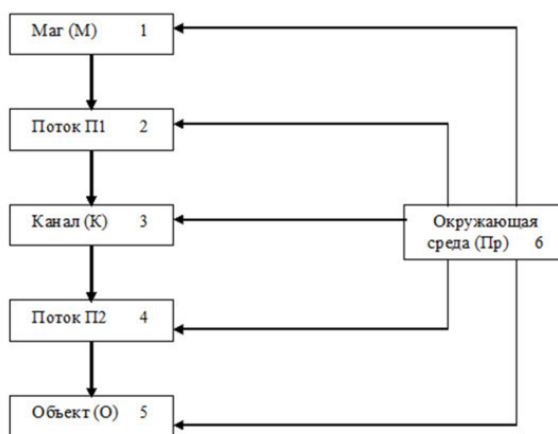 Маг (М) 1
Поток П1 2
Канал (К) 3
Окружающая
среда (Пр) 6
Поток П2 4
Объект (О) 5